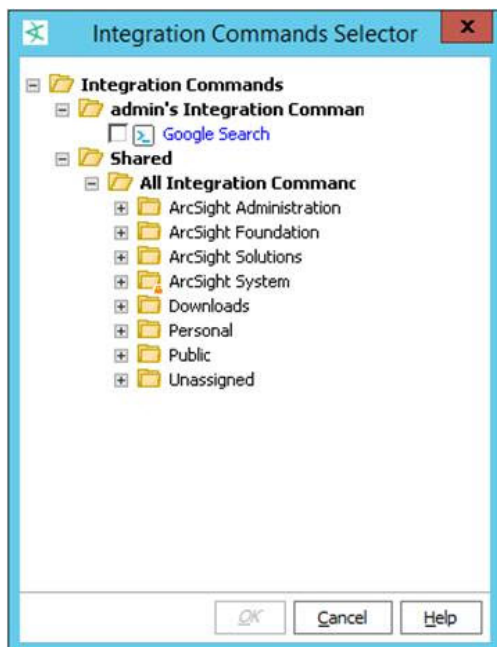 Integration Commands Selector
x
Integration Commands
admin's Integration Comman
Google Search
Shared
All Integration Commanc
ArcSight Administration
ArcSight Foundation
ArcSight Solutions
ArcSight System
Downloads
Personal
Public
Unassigned
OK Cancel Help